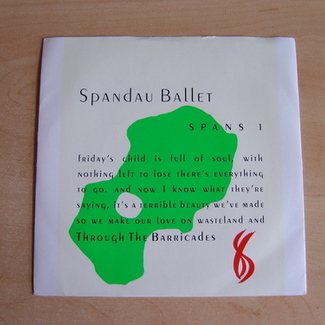 Spandau Ballet
SPANS 1
friday's child is full of soul, with
nothing left to lose there's everything
to go. and now I know what they're
saying, it's a terrible beauty we've made
so we make our love on wasteland and
Through The Barricades